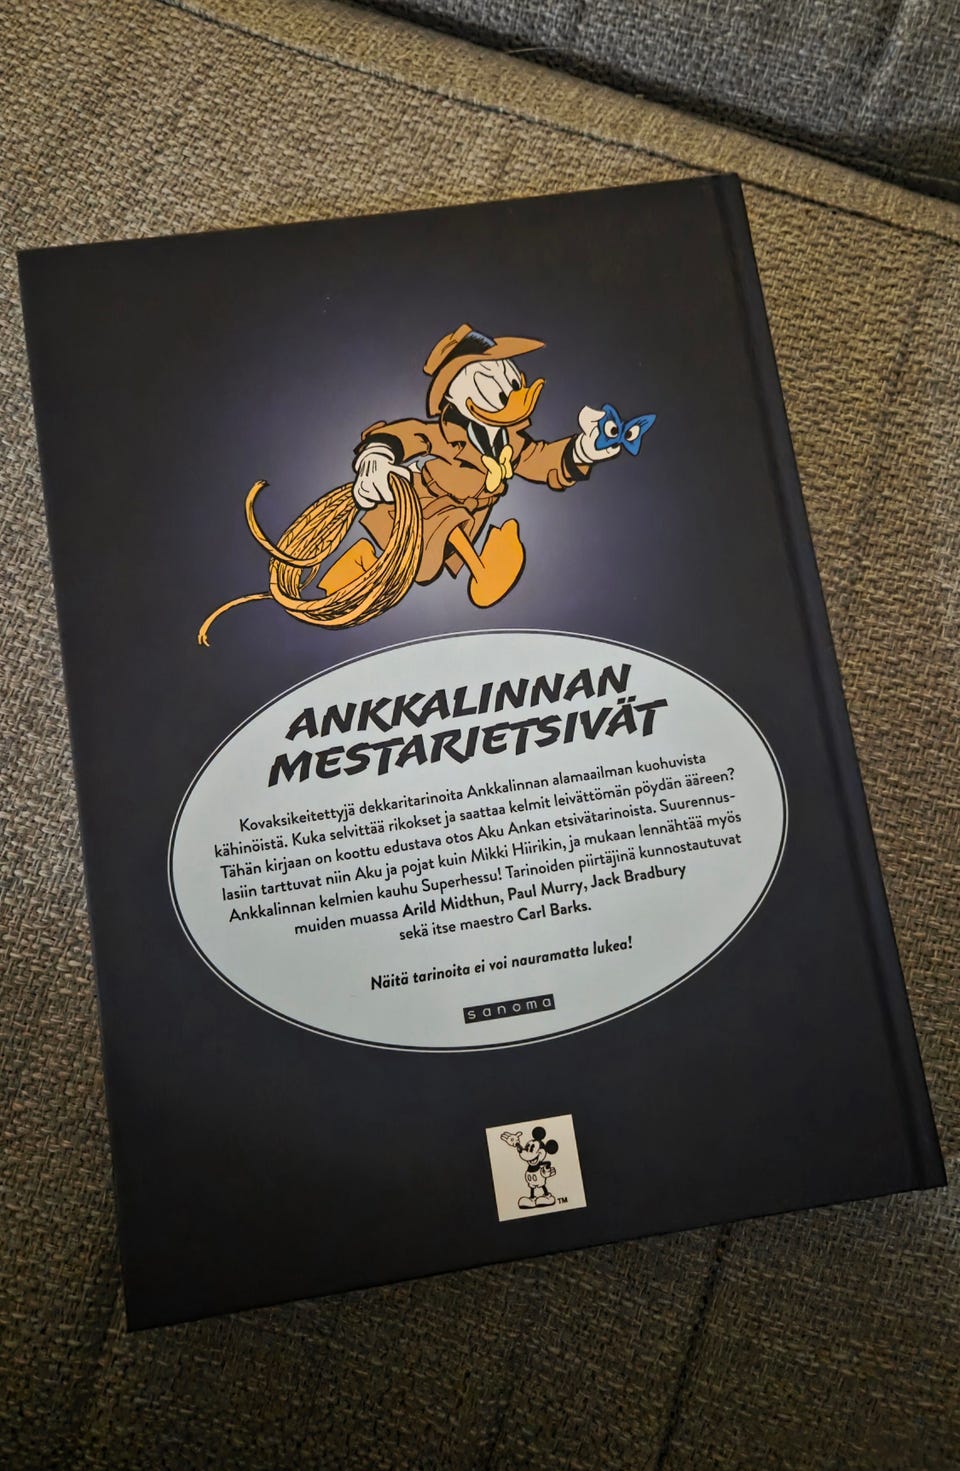 ANKKALINNAN
MESTARIETSIVÄT
Kovaksikeitettyjä dekkaritarinoita Ankkalinnan alamaailman kuohuvista
kähinöistä. Kuka selvittää rikokset ja saattaa kelmit leivättömän pöydän ääreen?
Tähän kirjaan on koottu edustava otos Aku Ankan etsivätarinoista. Suurennus-
lasiin tarttuvat niin Aku ja pojat kuin Mikki Hiirikin, ja mukaan lennähtää myös
Ankkalinnan kelmien kauhu Superhessu! Tarinoiden piirtäjinä kunnostautuvat
muiden muassa Arild Midthun, Paul Murry, Jack Bradbury
sekä itse maestro Carl Barks.
Näitä tarinoita ei voi nauramatta lukea!
sanoma
TM